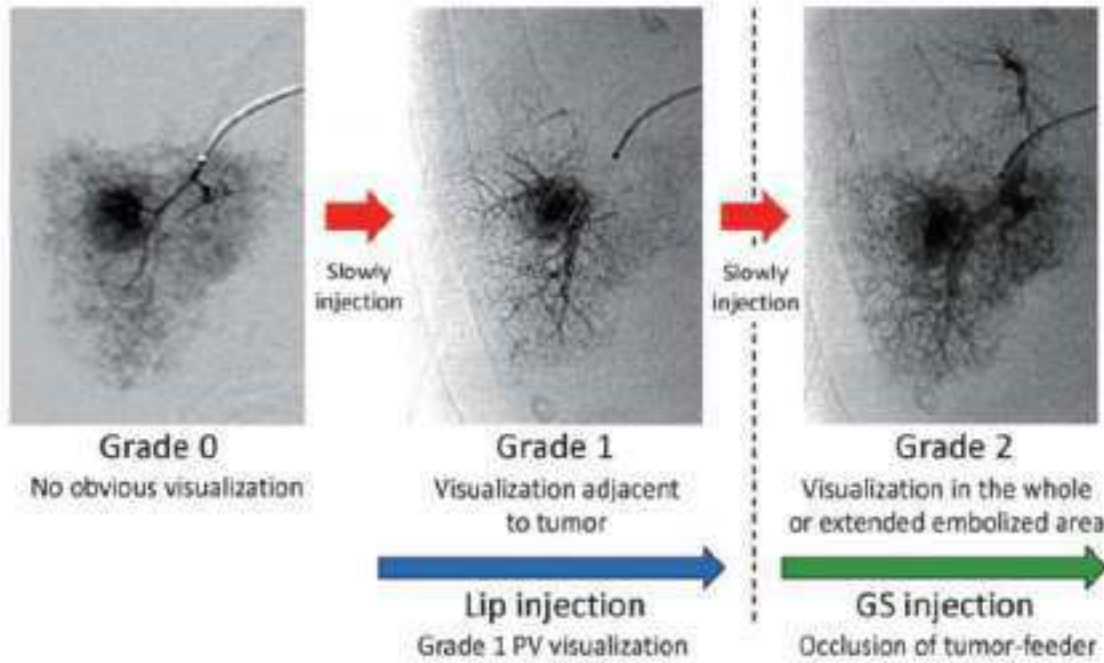 Grade 0
No obvious visualization
Slowly
injection
Grade 1
Visualization adjacent
to tumor
Slowly
injection
Grade 2
Visualization in the whole
or extended embolized area
Lip injection
Grade 1 PV visualization
GS injection
Occlusion of tumor-feeder